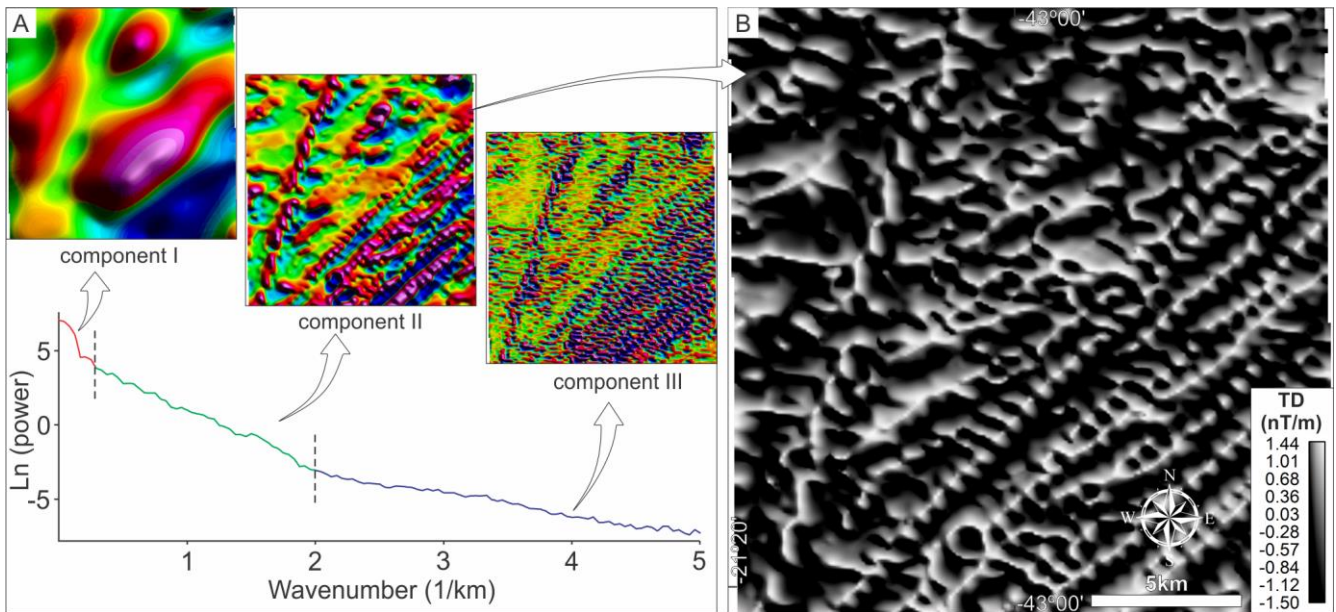 A
component I
component II
component III
5
0
-5
Ln (power)
1
2
3
4
5
Wavenumber (1/km)
B
-43°00'
-21°20'
TD
(nT/m)
1.44
1.01
0.68
0.36
0.03
-0.28
-0.57
-0.84
-1.12
-1.50
N
W
E
S
5km
-43°00'